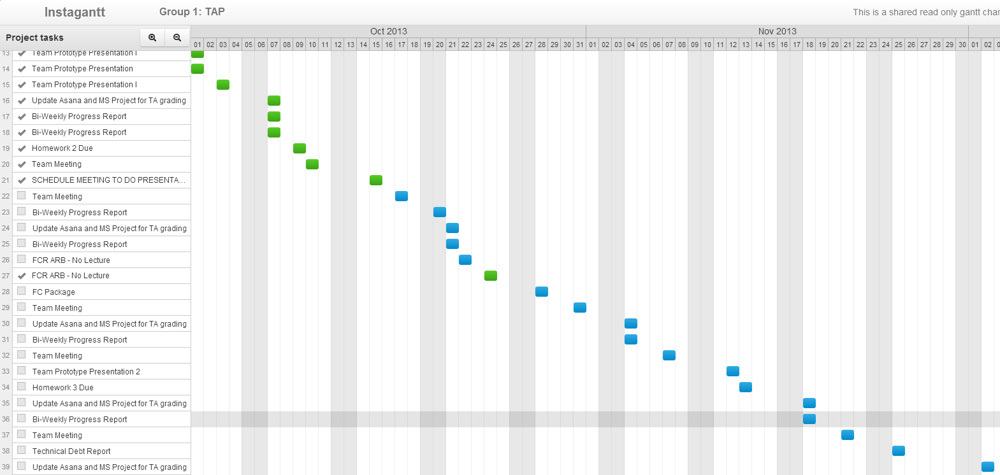 Instagantt
Group 1: TAP
This is a shared read only gantt char
Project tasks
Oct 2013
Nov 2013
01 02 03 04 05 06 07 08 09 10 11 12 13 14 15 16 17 18 19 20 21 22 23 24 25 26 27 28 29 30 31 01 02 03 04 05 06 07 08 09 10 11 12 13 14 15 16 17 18 19 20 21 22 23 24 25 26 27 28 29 30 01 02 0
13 Team Prototype Presentation I
14 Team Prototype Presentation
15 Team Prototype Presentation I
16 Update Asana and MS Project for TA grading
17 Bi-Weekly Progress Report
18 Bi-Weekly Progress Report
19 Homework 2 Due
20 Team Meeting
21 SCHEDULE MEETING TO DO PRESENTA...
22 Team Meeting
23 Bi-Weekly Progress Report
24 Update Asana and MS Project for TA grading
25 Bi-Weekly Progress Report
26 FCR ARB - No Lecture
27 FCR ARB - No Lecture
28 FC Package
29 Team Meeting
30 Update Asana and MS Project for TA grading
31 Bi-Weekly Progress Report
32 Team Meeting
33 Team Prototype Presentation 2
34 Homework 3 Due
35 Update Asana and MS Project for TA grading
36 Bi-Weekly Progress Report
37 Team Meeting
38 Technical Debt Report
39 Update Asana and MS Project for TA grading